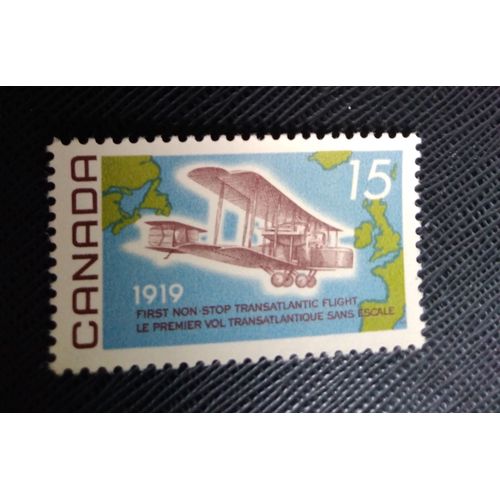 CANADA
15
1919
FIRST NON-STOP TRANSATLANTIC FLIGHT
LE PREMIER VOL TRANSATLANTIQUE SANS ESCALE